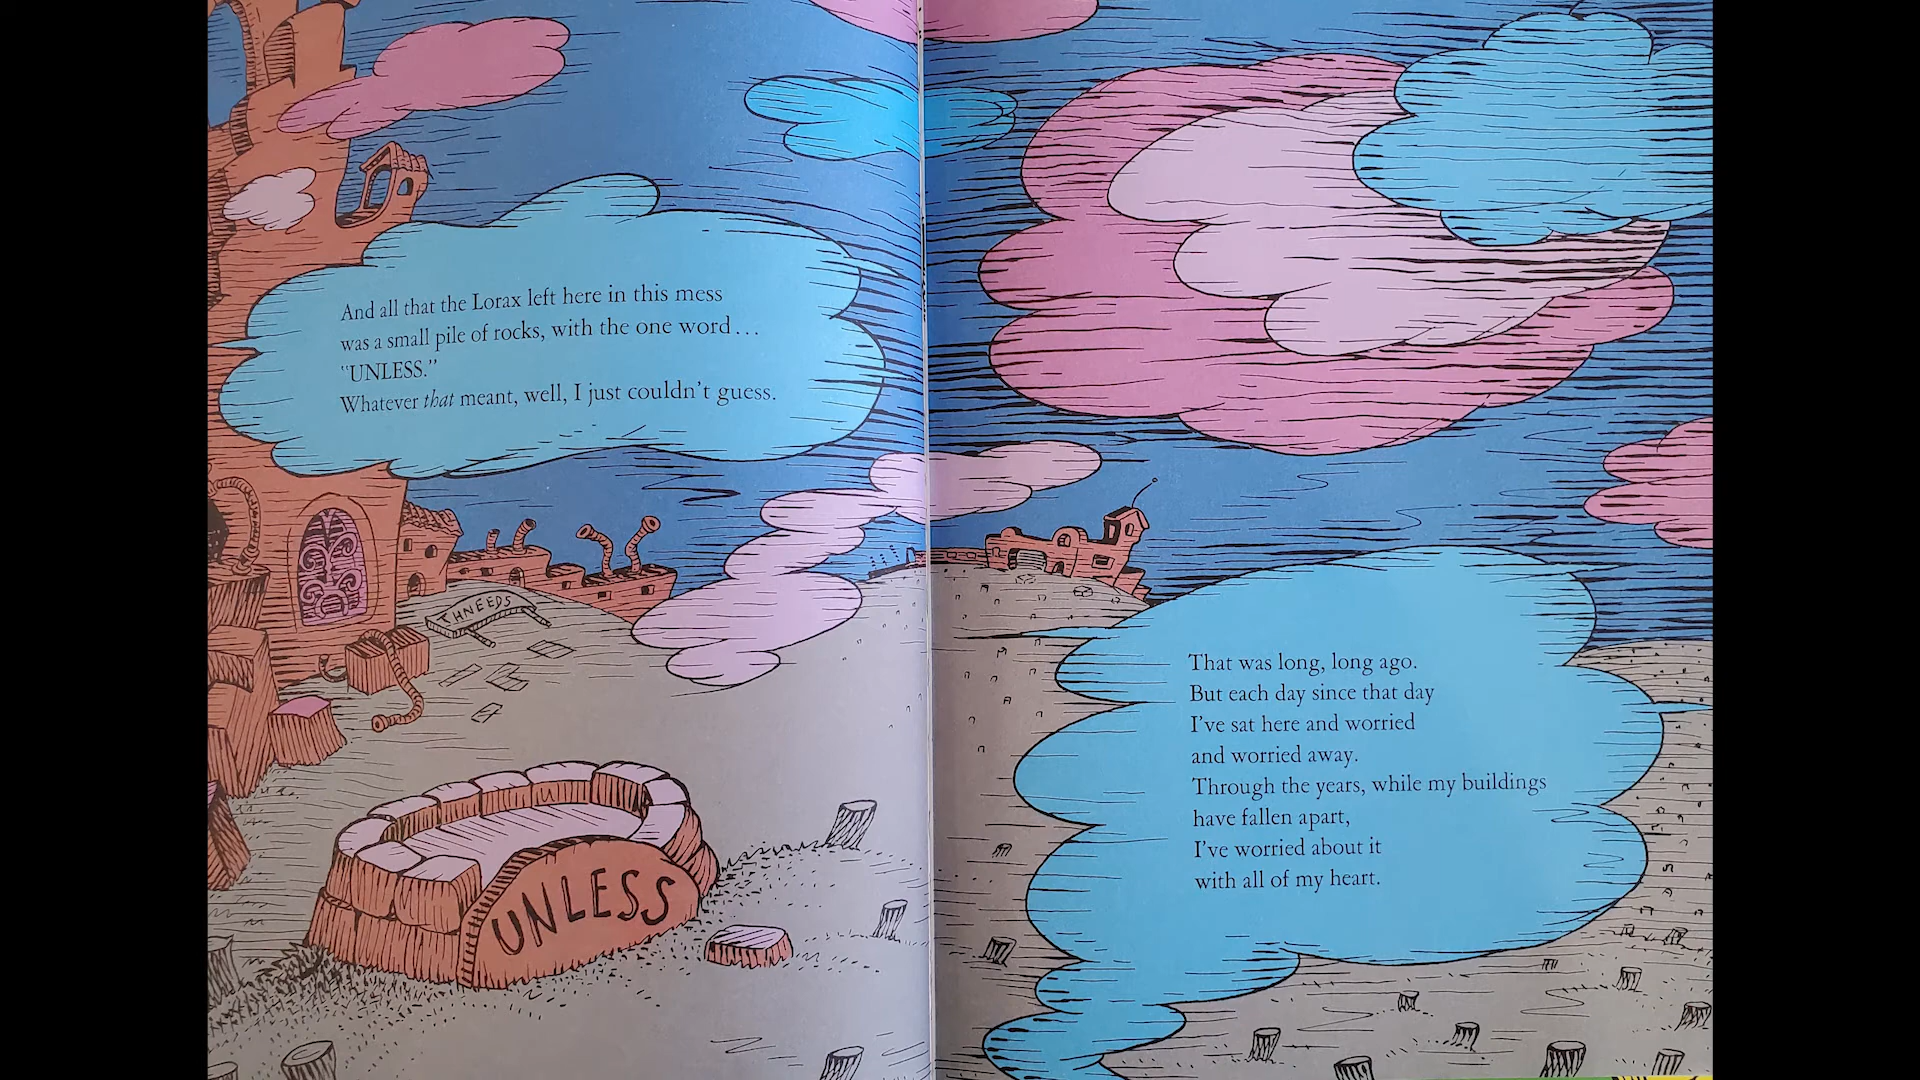 And all that the Lorax left here in this mess
was a small pile of rocks, with the one word...
"UNLESS."
Whatever that meant, well, I just couldn't guess.
THNEEDS
UNLESS
That was long, long ago.
But each day since that day
I've sat here and worried
and worried away.
Through the years, while my buildings
have fallen apart,
I've worried about it
with all of my heart.